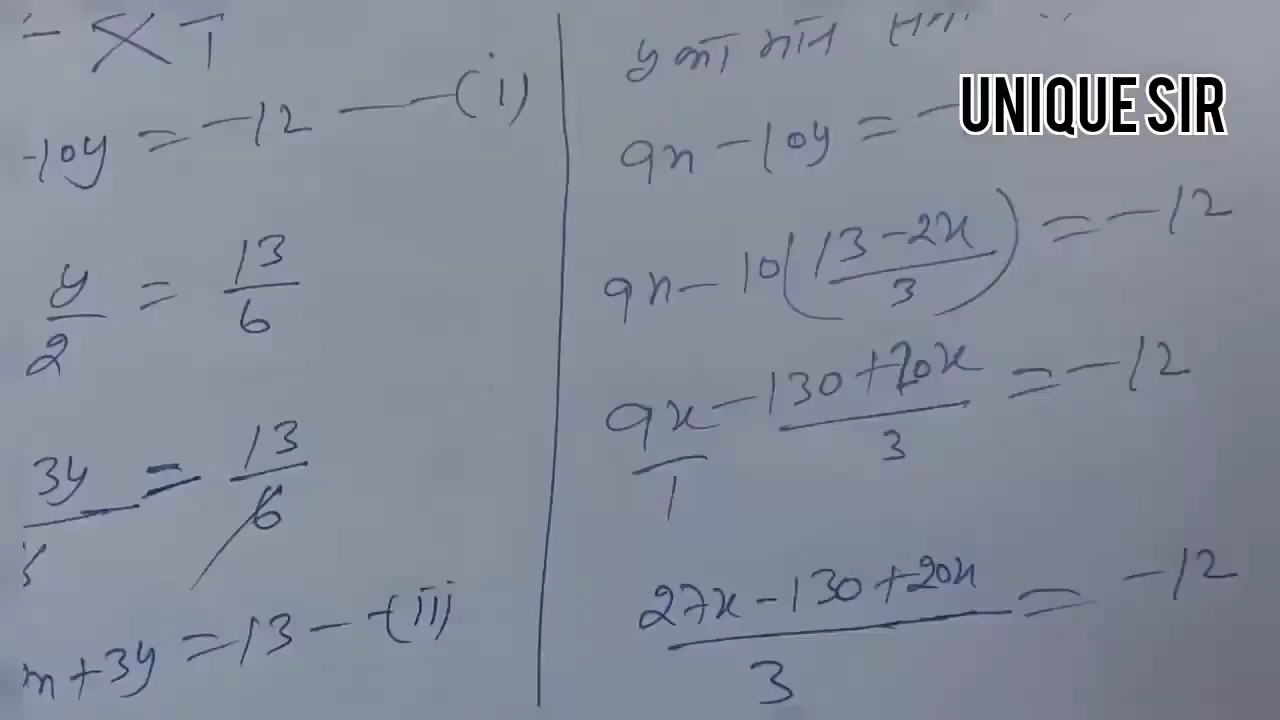 -10y = -12 —— (i)
y/2 = 13/6
3y/ = 13/6
x+3y = 13 - (ii)
y का मान
UNIQUE SIR
9x - 10y = -
9x - 10(13-2x/3) = -12
9x/1 - 130+20x/3 = -12
27x - 130 + 20x/3 = -12